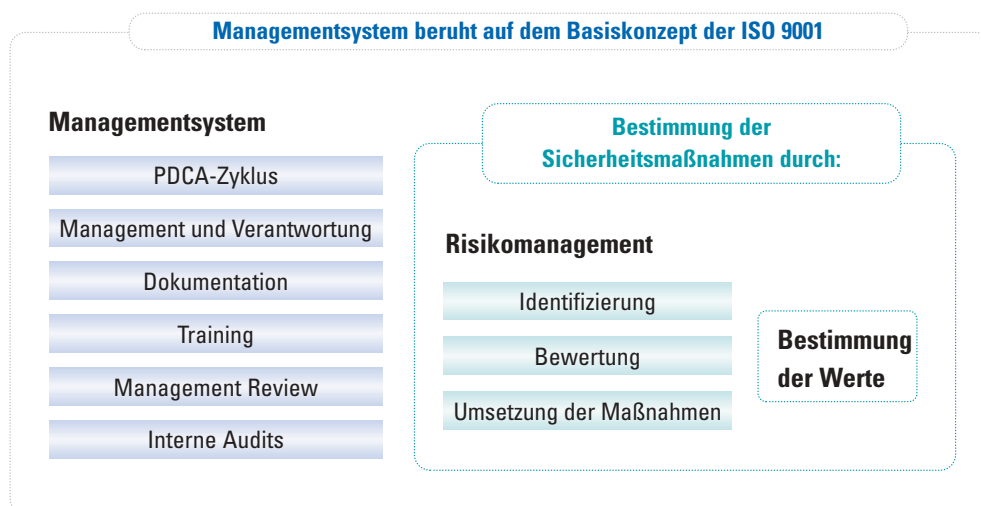 Managementsystem beruht auf dem Basiskonzept der ISO 9001
Managementsystem
PDCA-Zyklus
Management und Verantwortung
Dokumentation
Training
Management Review
Interne Audits
Bestimmung der
Sicherheitsmaßnahmen durch:
Risikomanagement
Identifizierung
Bewertung
Umsetzung der Maßnahmen
Bestimmung
der Werte